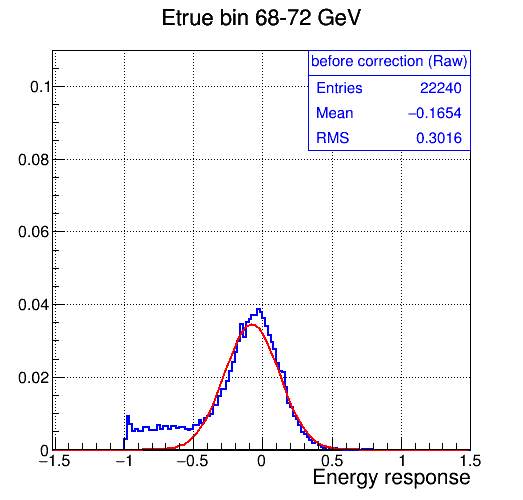 Etrue bin 68-72 GeV
before correction (Raw)
Entries 22240
Mean −0.1654
RMS 0.3016
0.1
0.08
0.06
0.04
0.02
0
−1.5 −1 −0.5 0 0.5 1 1.5
Energy response